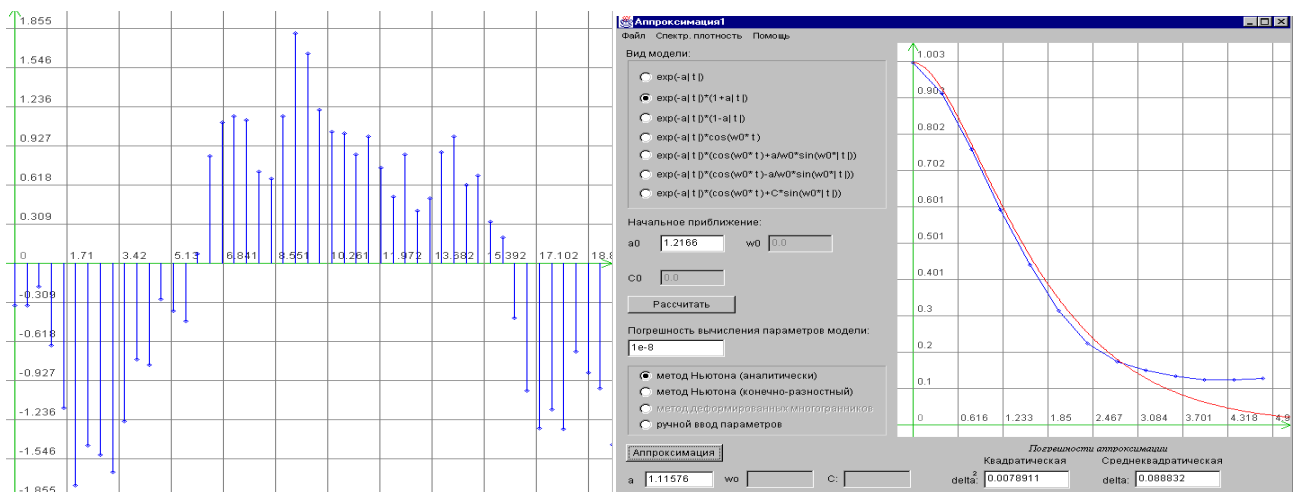 1.855
1.546
1.236
0.927
0.618
0.309
0 1.71 3.42 5.13 6.841 8.551 10.261 11.972 13.682 15.392 17.102 18.8
-0.309
-0.618
-0.927
-1.236
-1.546
-1.855
Аппроксимация1
Файл Спектр. плотность Помощь
Вид модели:
exp(-a| t |)
exp(-a| t |)*(1+a| t |)
exp(-a| t |)*(1-a| t |)
exp(-a| t |)*cos(w0* t )
exp(-a| t |)*(cos(w0* t )+a/w0*sin(w0*| t |))
exp(-a| t |)*(cos(w0* t )-a/w0*sin(w0*| t |))
exp(-a| t |)*(cos(w0* t )+C*sin(w0*| t |))
Начальное приближение:
a0 1.2166 w0 0.0
C0 0.0
Рассчитать
Погрешность вычисления параметров модели:
1e-8
метод Ньютона (аналитически)
метод Ньютона (конечно-разностный)
метод деформированных многогранников
ручной ввод параметров
Аппроксимация
a 1.11576 wo C:
1.003
0.903
0.802
0.702
0.601
0.501
0.401
0.3
0.2
0.1
0 0.616 1.233 1.85 2.467 3.084 3.701 4.318 4.9
Погрешности аппроксимации
Квадратическая Среднеквадратическая
delta:² 0.0078911 delta: 0.088832